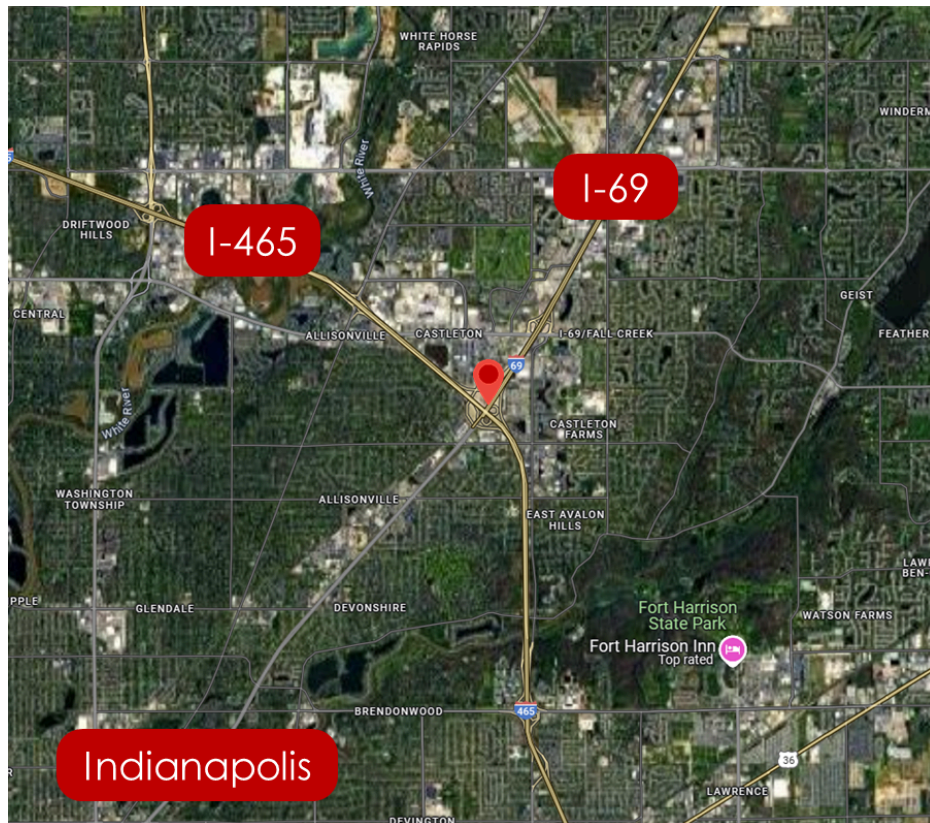 WHITE HORSE
RAPIDS
WINDERM
White River
I-69
DRIFTWOOD
HILLS
I-465
GEIST
CENTRAL
ALLISONVILLE
CASTLETON
I-69/FALL CREEK
FEATHER
69
White River
CASTLETON
FARMS
WASHINGTON
TOWNSHIP
ALLISONVILLE
EAST AVALON
HILLS
LAW
BEN-
PPLE
GLENDALE
DEVONSHIRE
Fort Harrison
State Park
WATSON FARMS
Fort Harrison Inn
Top rated
BRENDONWOOD
465
Indianapolis
36
LAWRENCE
DEVINGTON